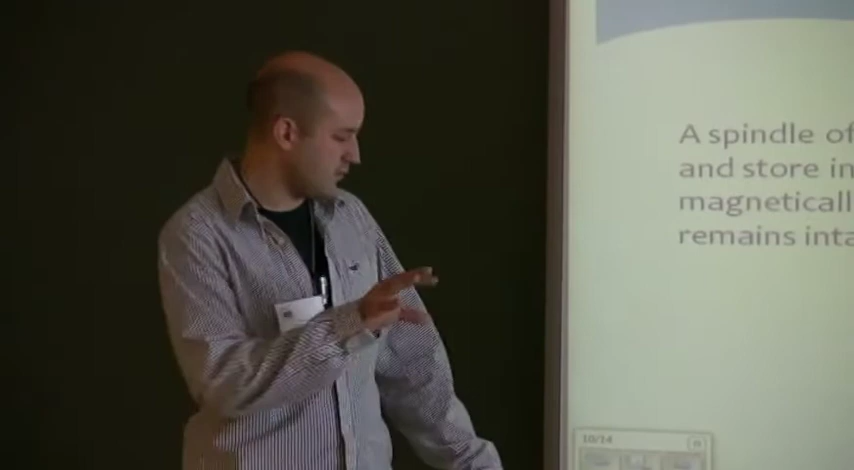 A spindle of
and store in
magneticall
remains inta
10/14